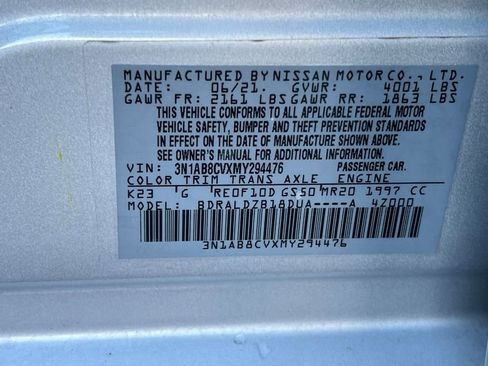 MANUFACTURED BY NISSAN MOTOR CO., LTD.
DATE: 06/21. GVWR: 4001 LBS
GAWR FR: 2161 LBS GAWR RR: 1863 LBS
THIS VEHICLE CONFORMS TO ALL APPLICABLE FEDERAL MOTOR
VEHICLE SAFETY, BUMPER AND THEFT PREVENTION STANDARDS
IN EFFECT ON THE DATE OF MANUFACTURE SHOWN ABOVE.
SEE OWNER'S MANUAL FOR ADDITIONAL INFORMATION
VIN: 3N1AB8CVXMY294476 PASSENGER CAR.
COLOR TRIM TRANS AXLE ENGINE
K23 G RE0F10D GS50 MR20 1997 CC
MODEL: BDRALDZB18DUA----A 4Z000
3N1AB8CVXMY294476